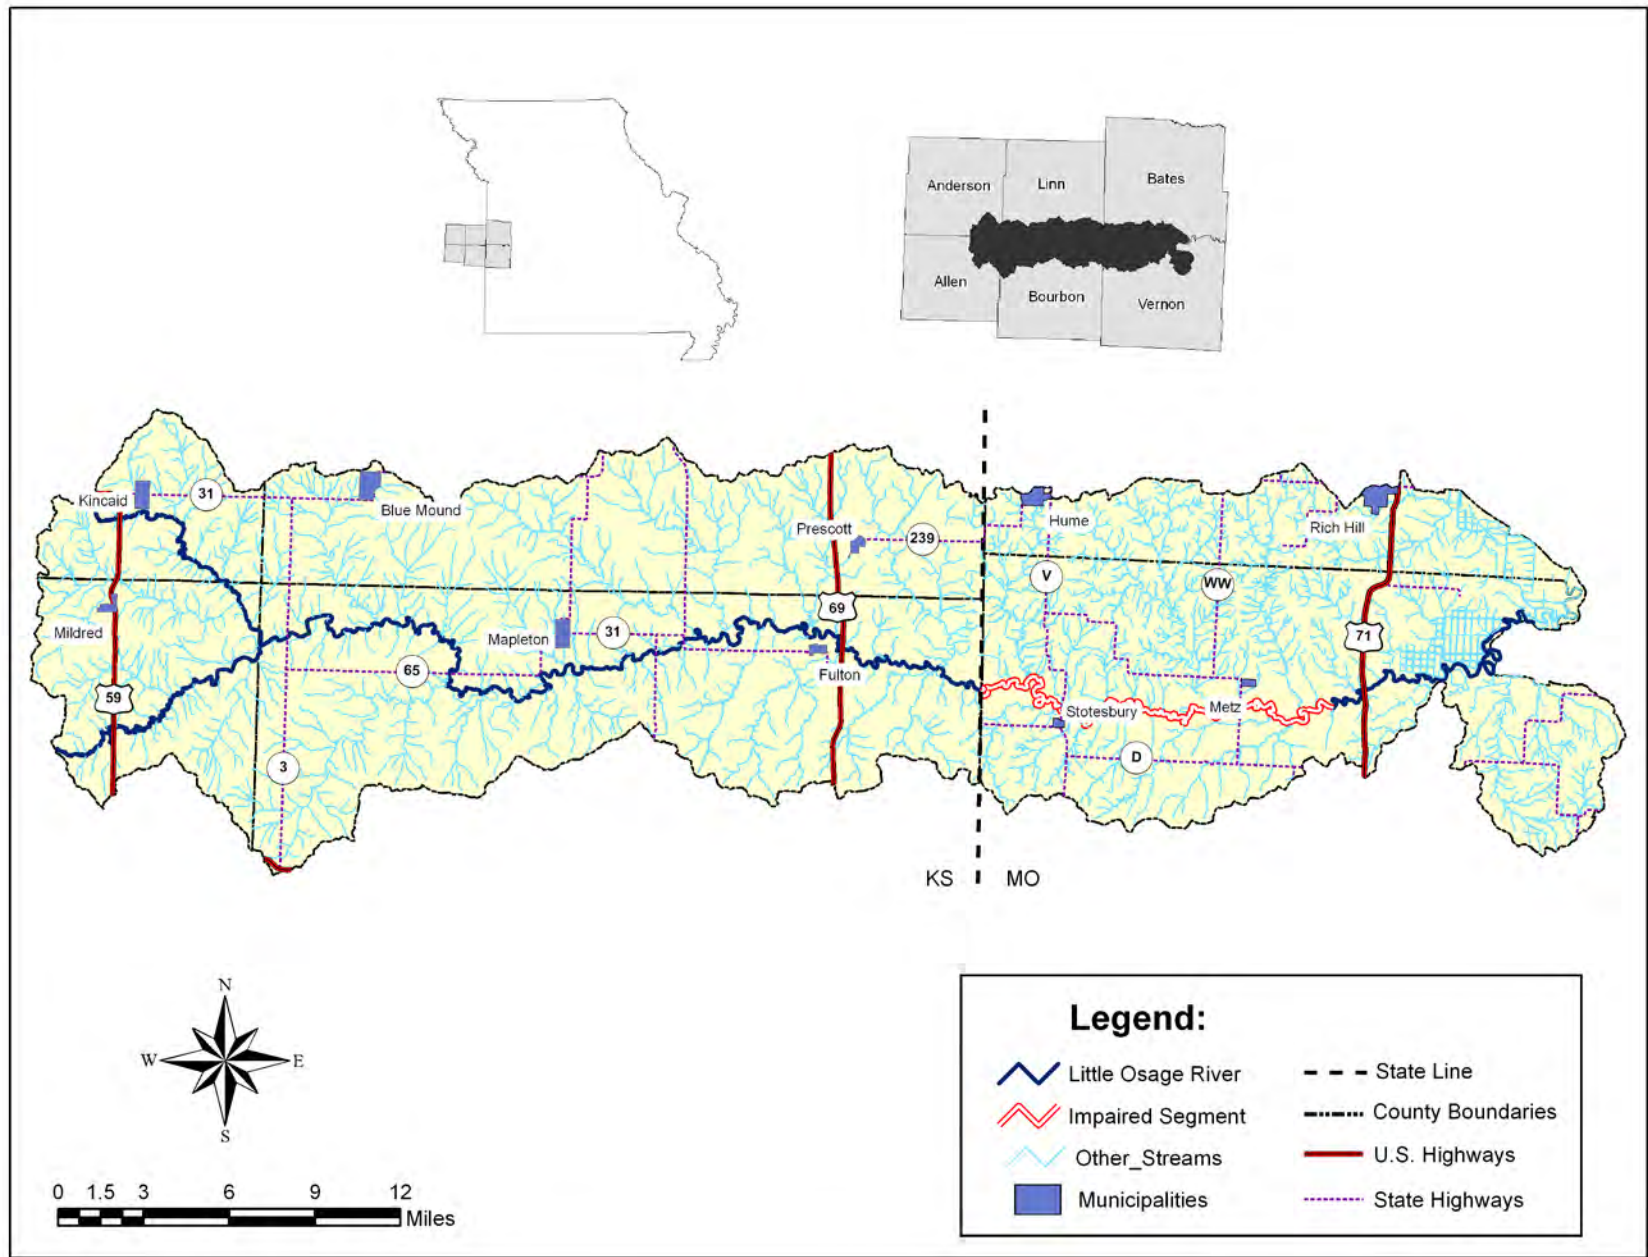 Anderson
Linn
Bates
Allen
Bourbon
Vernon
Kincaid
31
Blue Mound
Prescott
239
Hume
Rich Hill
V
WW
69
71
Mildred
Mapleton
31
65
Fulton
59
Stotesbury
Metz
3
D
KS
MO
N
W
E
S
0 1.5 3 6 9 12
Miles
Legend:
Little Osage River
Impaired Segment
Other_Streams
Municipalities
State Line
County Boundaries
U.S. Highways
State Highways